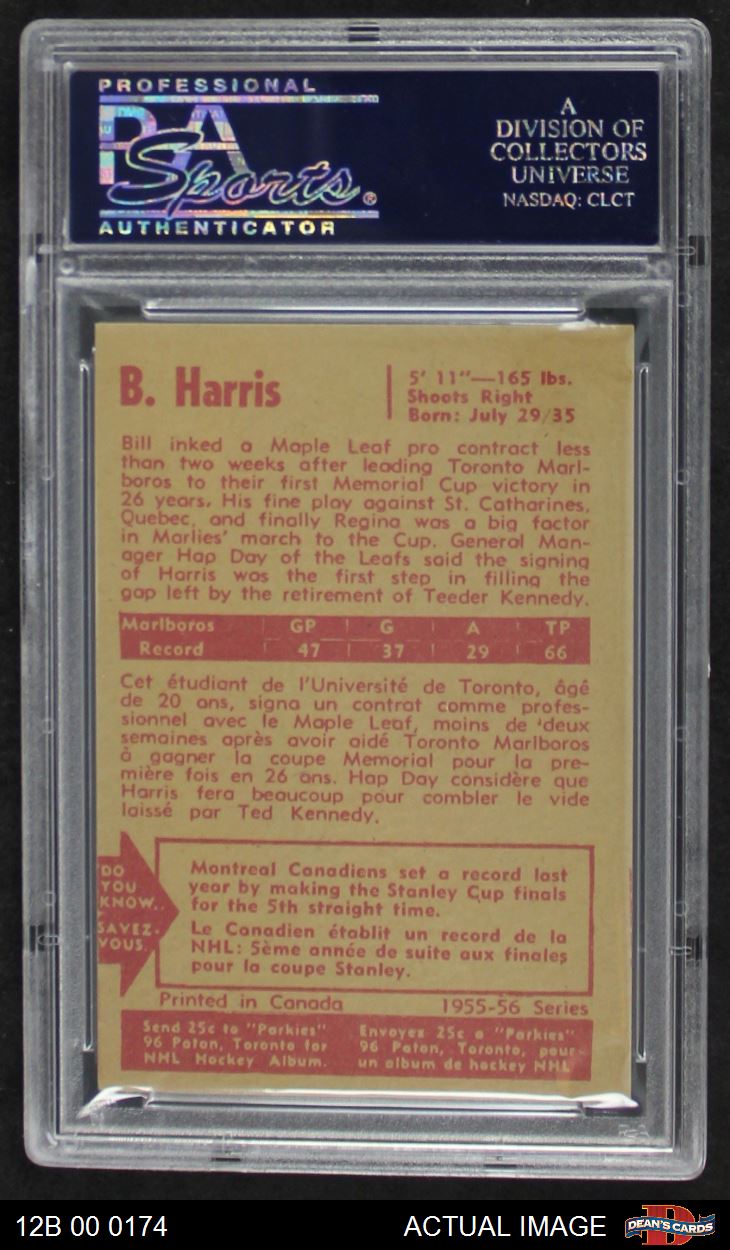 PROFESSIONAL
PSA
Sports®
AUTHENTICATOR
A
DIVISION OF
COLLECTORS
UNIVERSE
NASDAQ: CLCT
B. Harris
5' 11"—165 lbs.
Shoots Right
Born: July 29/35
Bill inked a Maple Leaf pro contract less
than two weeks after leading Toronto Marl-
boros to their first Memorial Cup victory in
26 years. His fine play against St. Catharines,
Quebec, and finally Regina was a big factor
in Marlies' march to the Cup. General Man-
ager Hap Day of the Leafs said the signing
of Harris was the first step in filling the
gap left by the retirement of Teeder Kennedy.
Marlboros GP G A TP
Record 47 37 29 66
Cet étudiant de l'Université de Toronto, âgé
de 20 ans, signa un contrat comme profes-
sionnel avec le Maple Leaf, moins de deux
semaines après avoir aidé Toronto Marlboros
à gagner la coupe Memorial pour la pre-
mière fois en 26 ans. Hap Day considère que
Harris fera beaucoup pour combler le vide
laissé par Ted Kennedy.
DO
YOU
KNOW..
SAVEZ-
VOUS.
Montreal Canadiens set a record last
year by making the Stanley Cup finals
for the 5th straight time.
Le Canadien établit un record de la
NHL: 5ème année de suite aux finales
pour la coupe Stanley.
Printed in Canada 1955-56 Series
Send 25c to "Parkies"
96 Paton, Toronto for
NHL Hockey Album.
Envoyez 25c a "Parkies"
96 Paton, Toronto, pour
un album de hockey NHL
12B 00 0174
ACTUAL IMAGE
DEAN'S CARDS